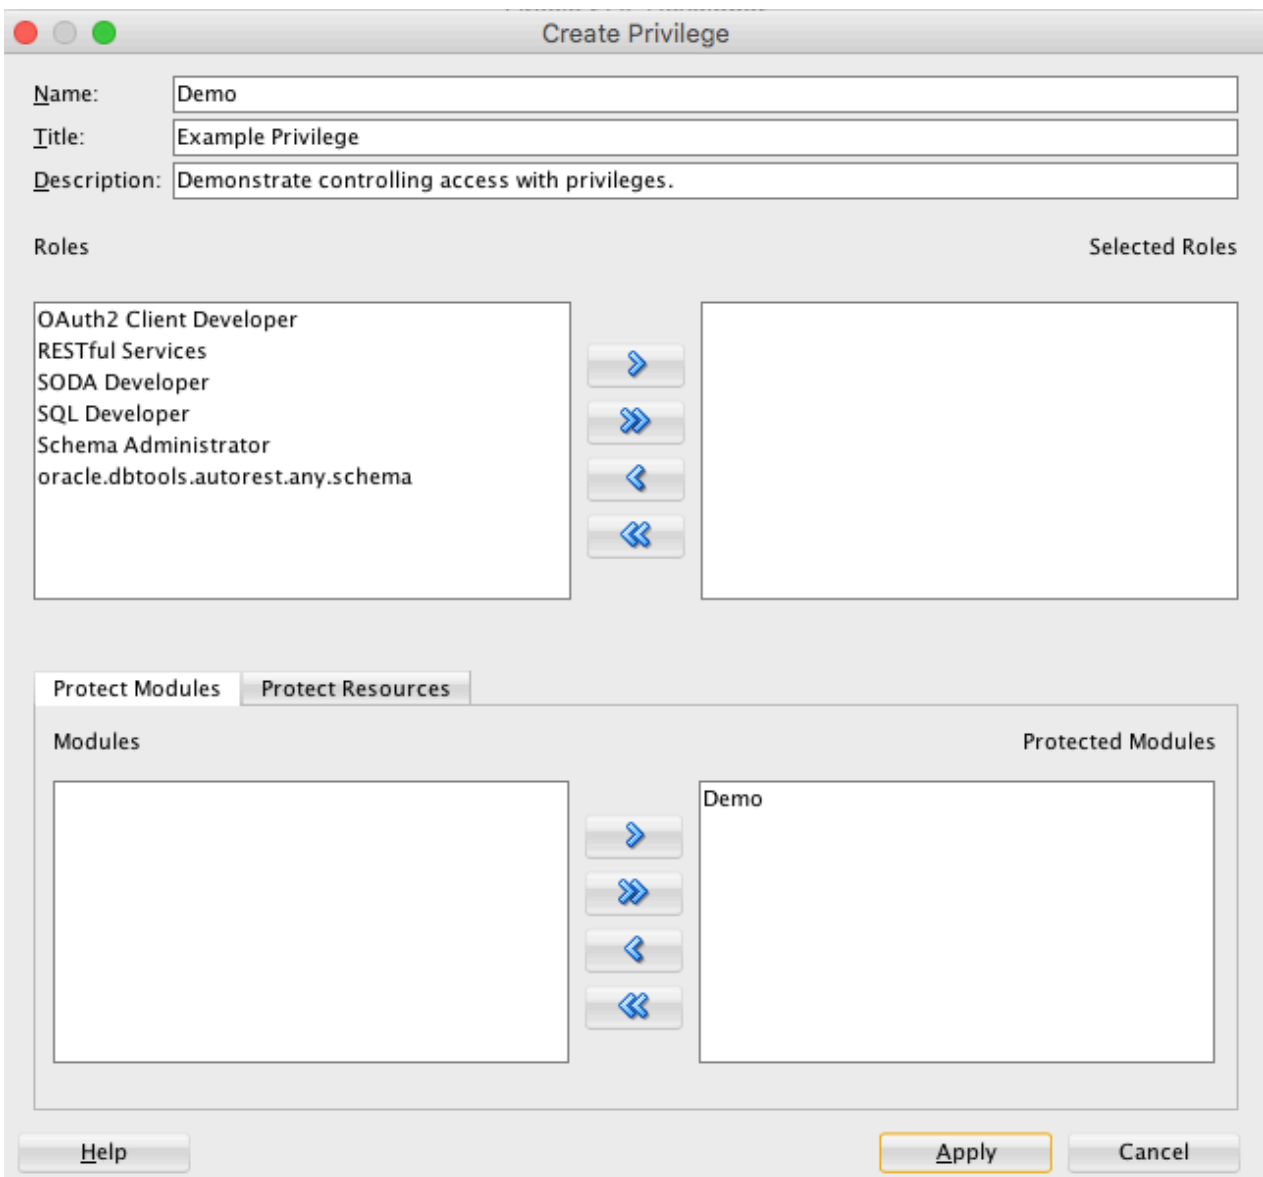 Create Privilege
Name: Demo
Title: Example Privilege
Description: Demonstrate controlling access with privileges.
Roles Selected Roles
OAuth2 Client Developer
RESTful Services
SODA Developer
SQL Developer
Schema Administrator
oracle.dbtools.autorest.any.schema
Protect Modules Protect Resources
Modules Protected Modules
Demo
Help Apply Cancel